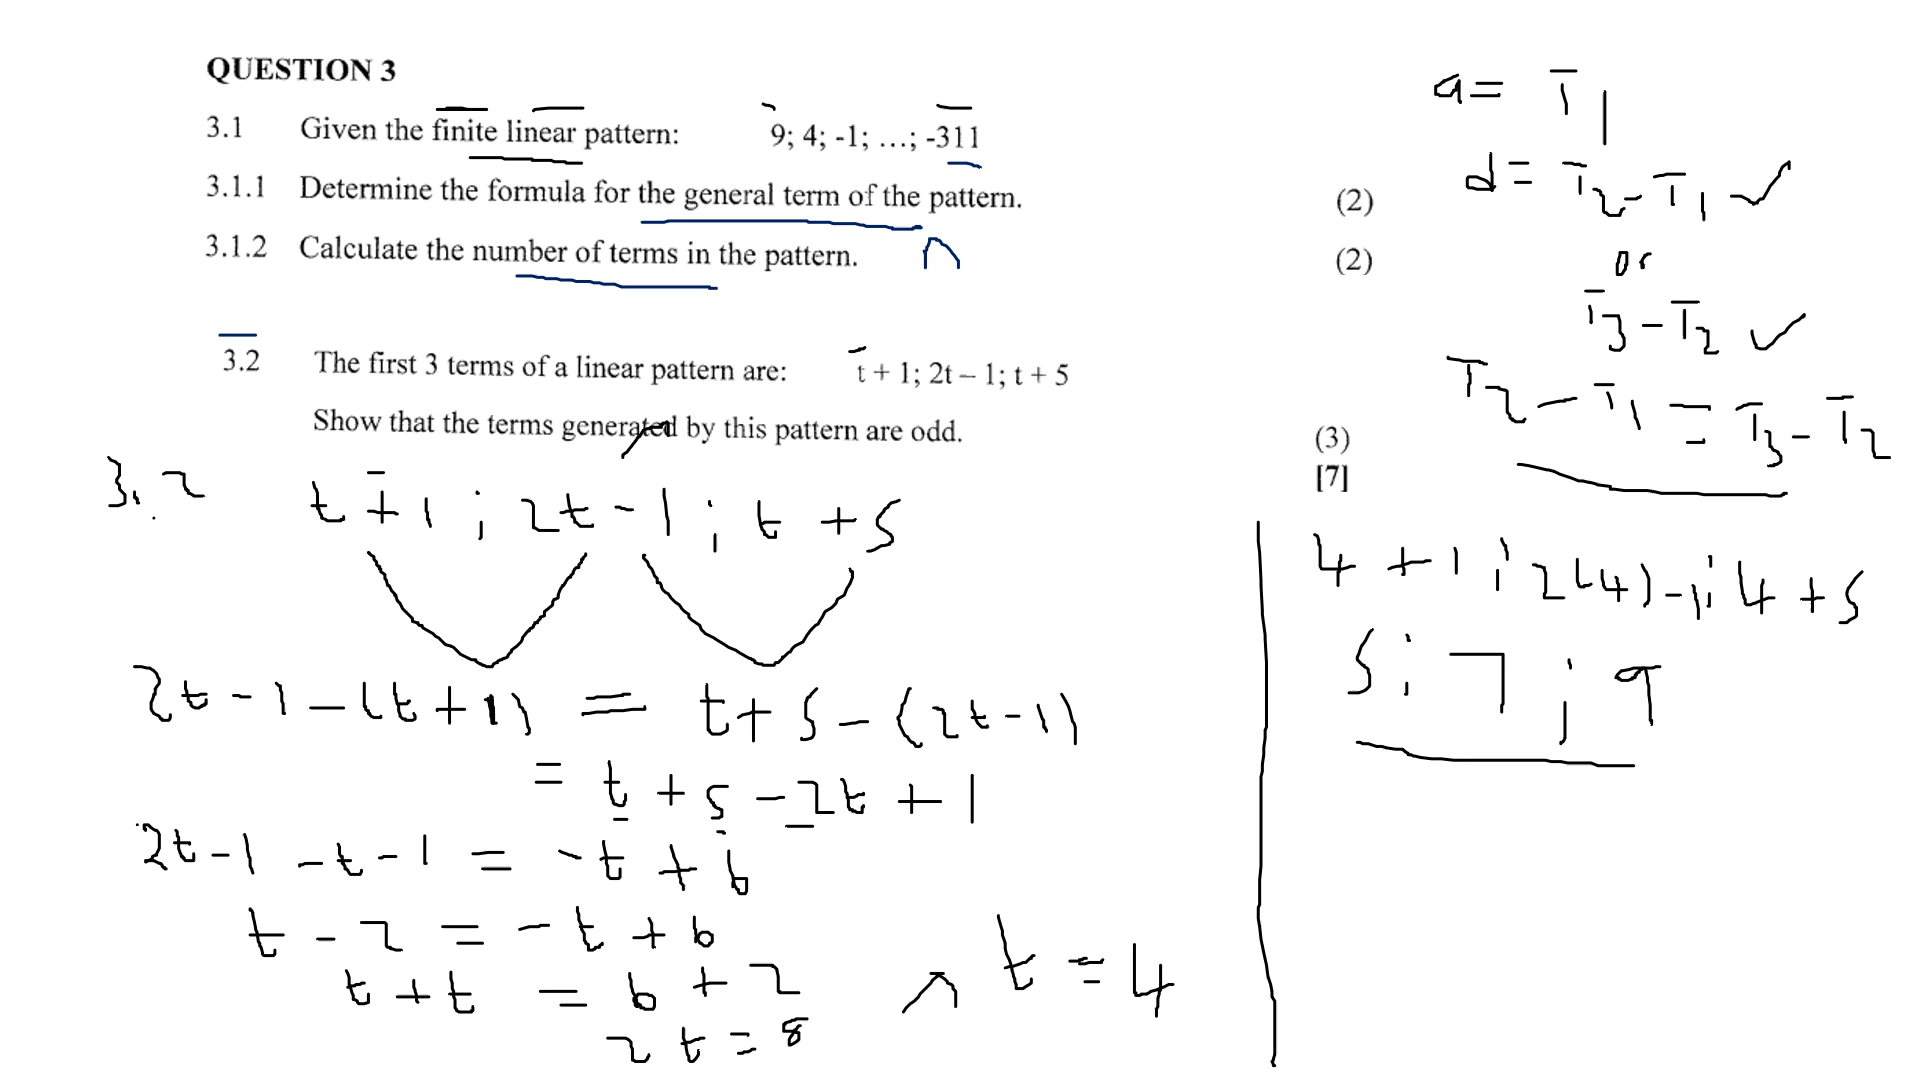 QUESTION 3
3.1 Given the finite linear pattern: 9; 4; -1; ...; -311
3.1.1 Determine the formula for the general term of the pattern. (2)
3.1.2 Calculate the number of terms in the pattern. (2)
n
3.2 The first 3 terms of a linear pattern are: t + 1; 2t – 1; t + 5
Show that the terms generated by this pattern are odd. (3)
[7]
a = T1
d = T2 - T1 ✓
or
T3 - T2 ✓
T2 - T1 = T3 - T2
3.2 t + 1 ; 2t - 1 ; t + 5
2t - 1 - (t + 1) = t + 5 - (2t - 1)
= t + 5 - 2t + 1
2t - 1 - t - 1 = - t + 6
t - 2 = - t + 6
t + t = 6 + 2
2t = 8
t = 4
4 + 1 ; 2(4) - 1 ; 4 + 5
5 ; 7 ; 9